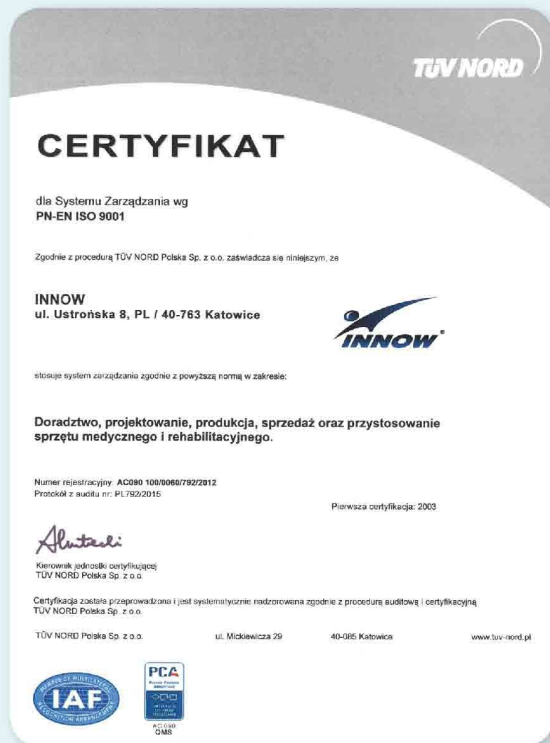 TÜV NORD
CERTYFIKAT
dla Systemu Zarządzania wg
PN-EN ISO 9001
Zgodnie z procedurą TÜV NORD Polska Sp. z o.o. zaświadcza się niniejszym, że
INNOW
ul. Ustrońska 8, PL / 40-763 Katowice
INNOW®
stosuje system zarządzania zgodnie z powyższą normą w zakresie:
Doradztwo, projektowanie, produkcja, sprzedaż oraz przystosowanie
sprzętu medycznego i rehabilitacyjnego.
Numer rejestracyjny: AC090 100/0060/792/2012
Protokół z auditu nr: PL792/2015
Pierwsza certyfikacja: 2003
Kierownik jednostki certyfikującej
TÜV NORD Polska Sp. z o.o.
Certyfikacja została przeprowadzona i jest systematycznie nadzorowana zgodnie z procedurą auditową i certyfikacyjną
TÜV NORD Polska Sp. z o.o.
TÜV NORD Polska Sp. z o.o. ul. Mickiewicza 29 40-085 Katowice www.tuv-nord.pl
MEMBER OF MULTILATERAL
IAF
RECOGNITION ARRANGEMENT
PCA
AC 090
QMS